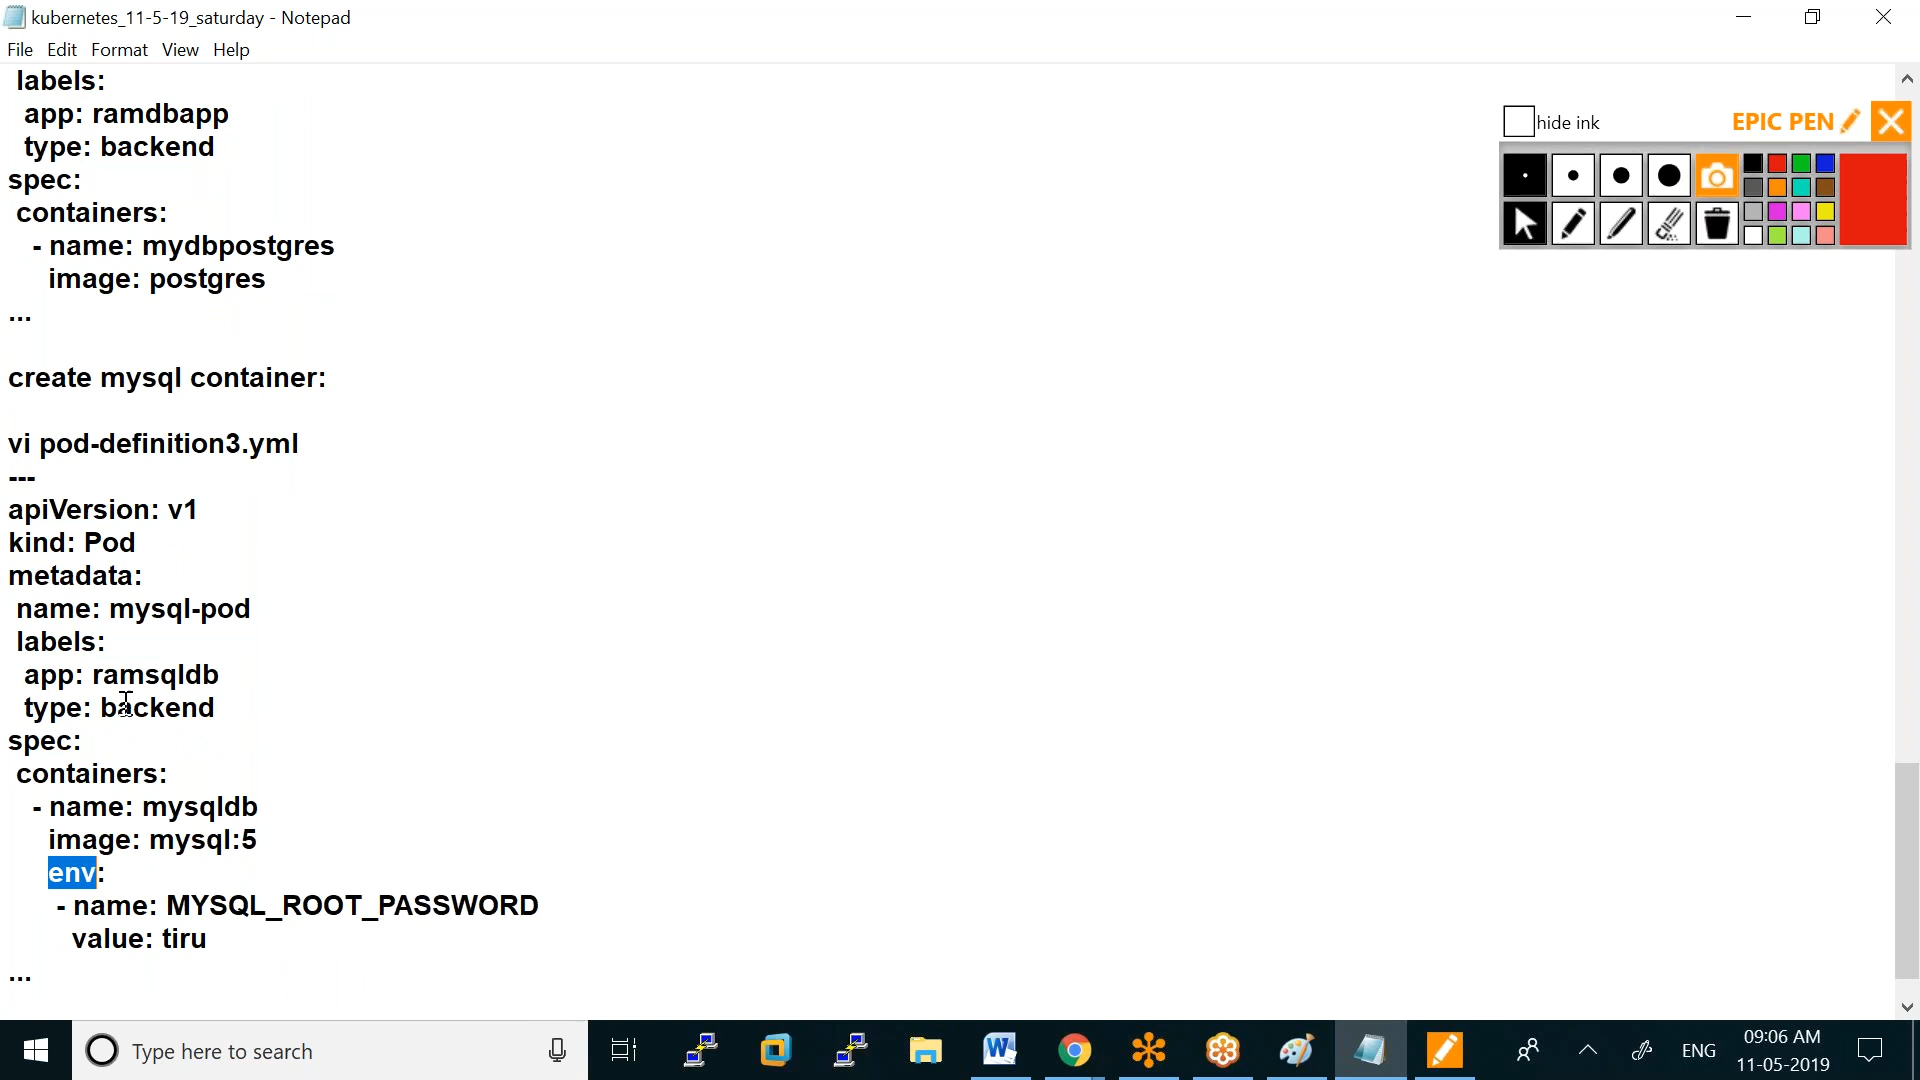 kubernetes_11-5-19_saturday - Notepad
File Edit Format View Help
labels:
app: ramdbapp
type: backend
spec:
containers:
- name: mydbpostgres
image: postgres
...
create mysql container:
vi pod-definition3.yml
---
apiVersion: v1
kind: Pod
metadata:
name: mysql-pod
labels:
app: ramsqldb
type: backend
spec:
containers:
- name: mysqldb
image: mysql:5
env:
- name: MYSQL_ROOT_PASSWORD
value: tiru
...
hide ink
EPIC PEN
Type here to search
ENG
09:06 AM
11-05-2019